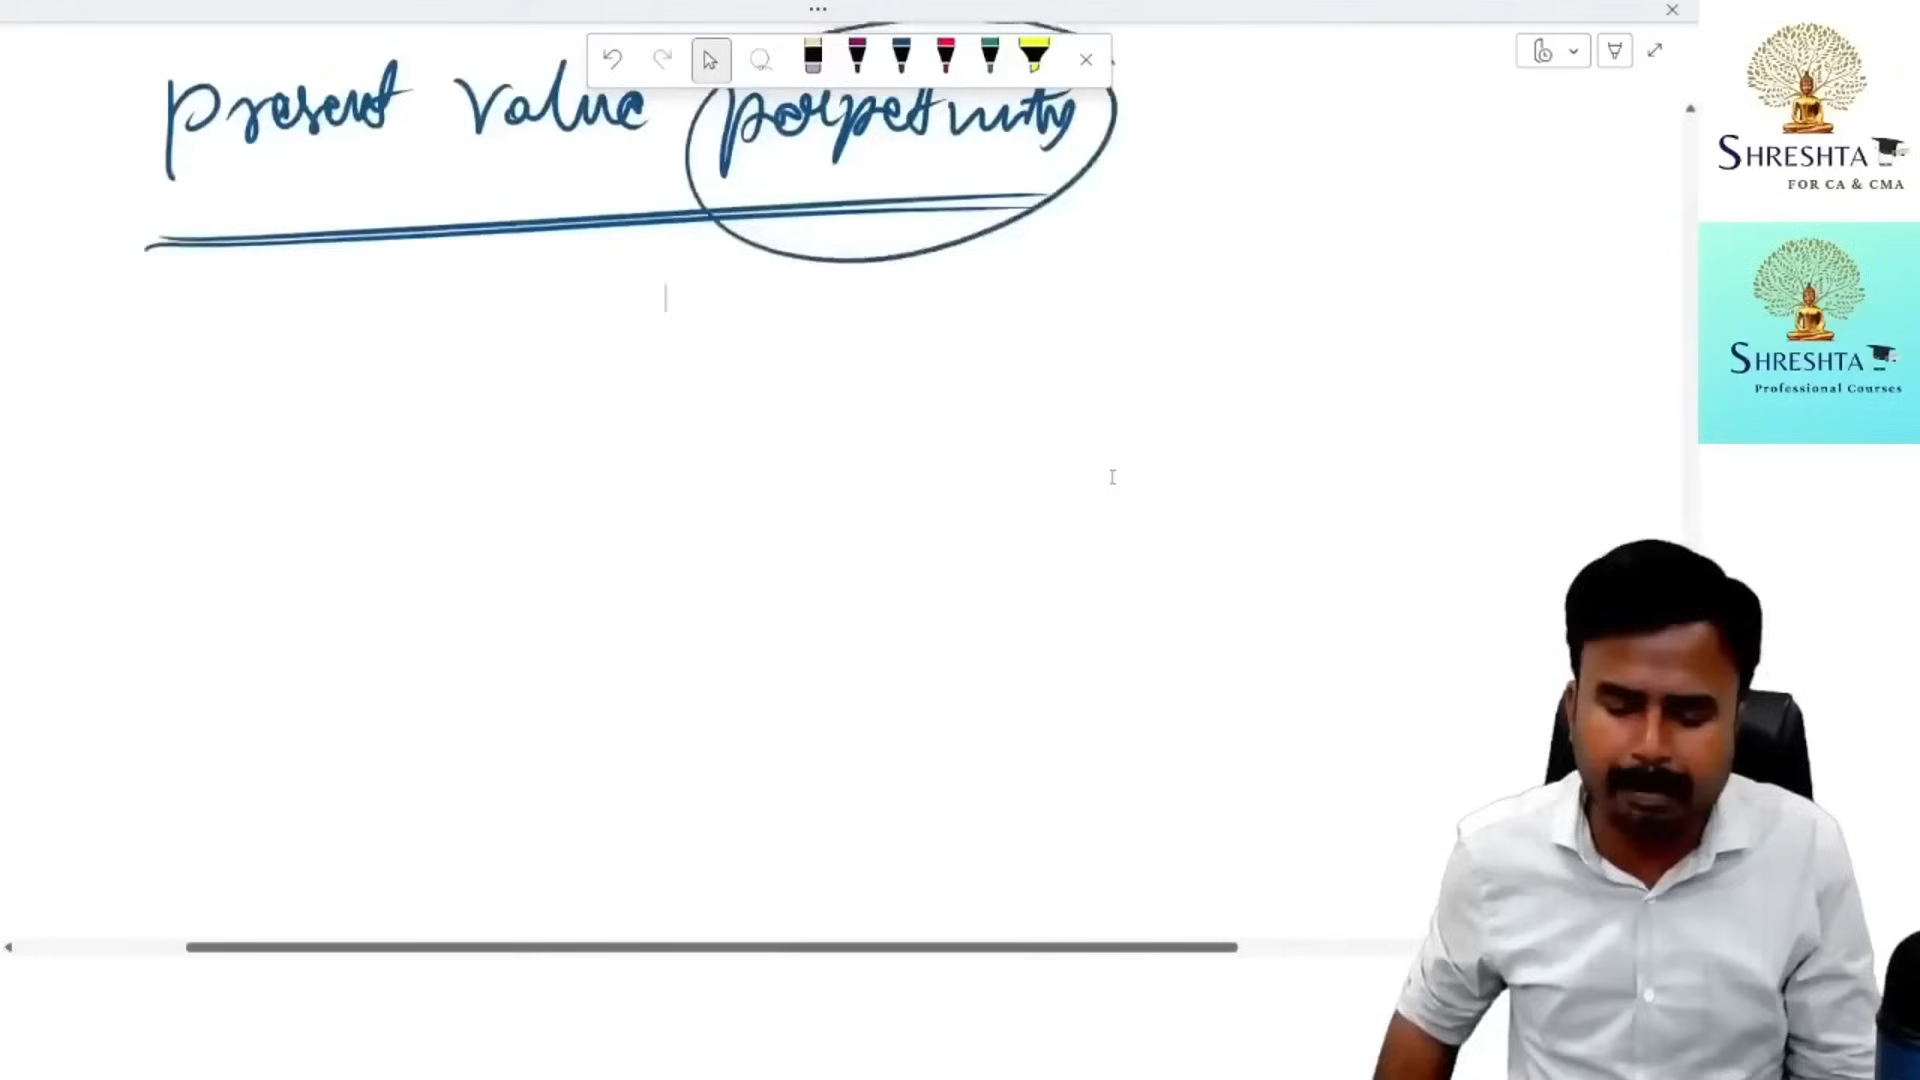 present value perpetuity
SHRESHTA
FOR CA & CMA
SHRESHTA
Professional Courses